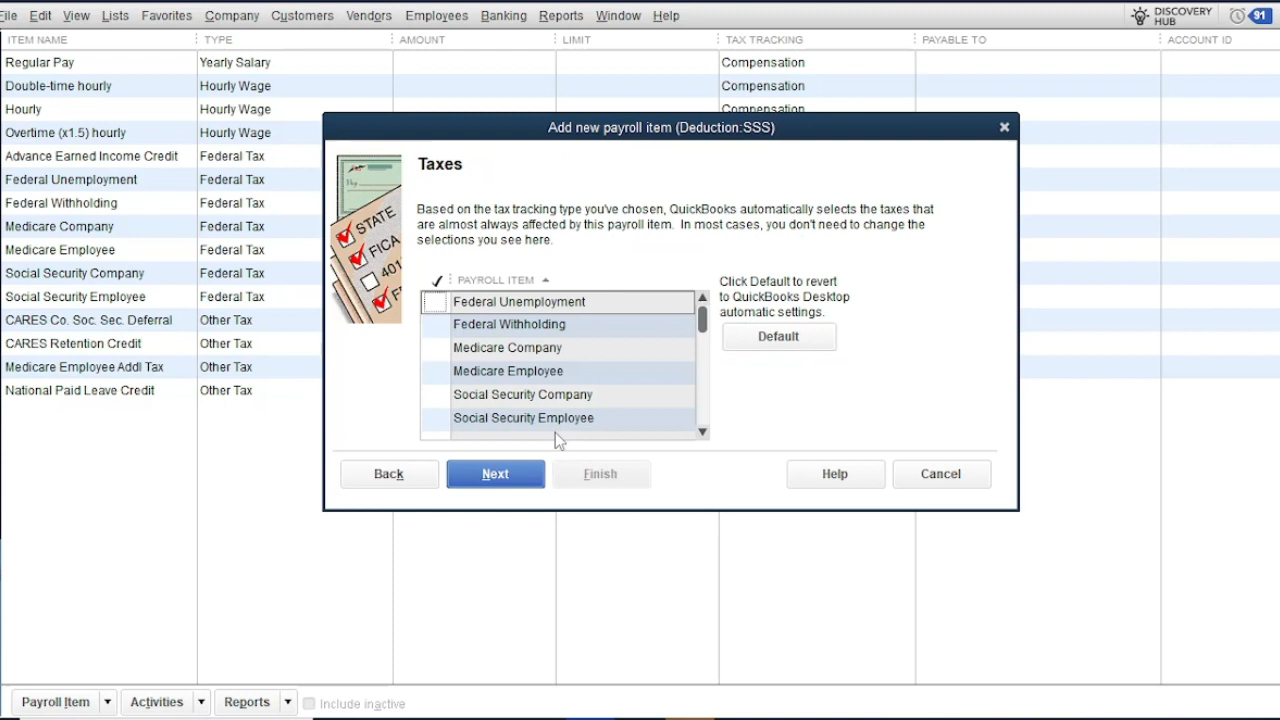 File Edit View Lists Favorites Company Customers Vendors Employees Banking Reports Window Help
DISCOVERY
HUB
91
ITEM NAME TYPE AMOUNT LIMIT TAX TRACKING PAYABLE TO ACCOUNT ID
Regular Pay Yearly Salary Compensation
Double-time hourly Hourly Wage Compensation
Hourly Hourly Wage Compensation
Overtime (x1.5) hourly Hourly Wage
Advance Earned Income Credit Federal Tax
Federal Unemployment Federal Tax
Federal Withholding Federal Tax
Medicare Company Federal Tax
Medicare Employee Federal Tax
Social Security Company Federal Tax
Social Security Employee Federal Tax
CARES Co. Soc. Sec. Deferral Other Tax
CARES Retention Credit Other Tax
Medicare Employee Addl Tax Other Tax
National Paid Leave Credit Other Tax
Add new payroll item (Deduction:SSS)
STATE
FICA
401
Taxes
Based on the tax tracking type you've chosen, QuickBooks automatically selects the taxes that
are almost always affected by this payroll item. In most cases, you don't need to change the
selections you see here.
PAYROLL ITEM
Federal Unemployment
Federal Withholding
Medicare Company
Medicare Employee
Social Security Company
Social Security Employee
Click Default to revert
to QuickBooks Desktop
automatic settings.
Default
Back Next Finish Help Cancel
Payroll Item Activities Reports Include inactive